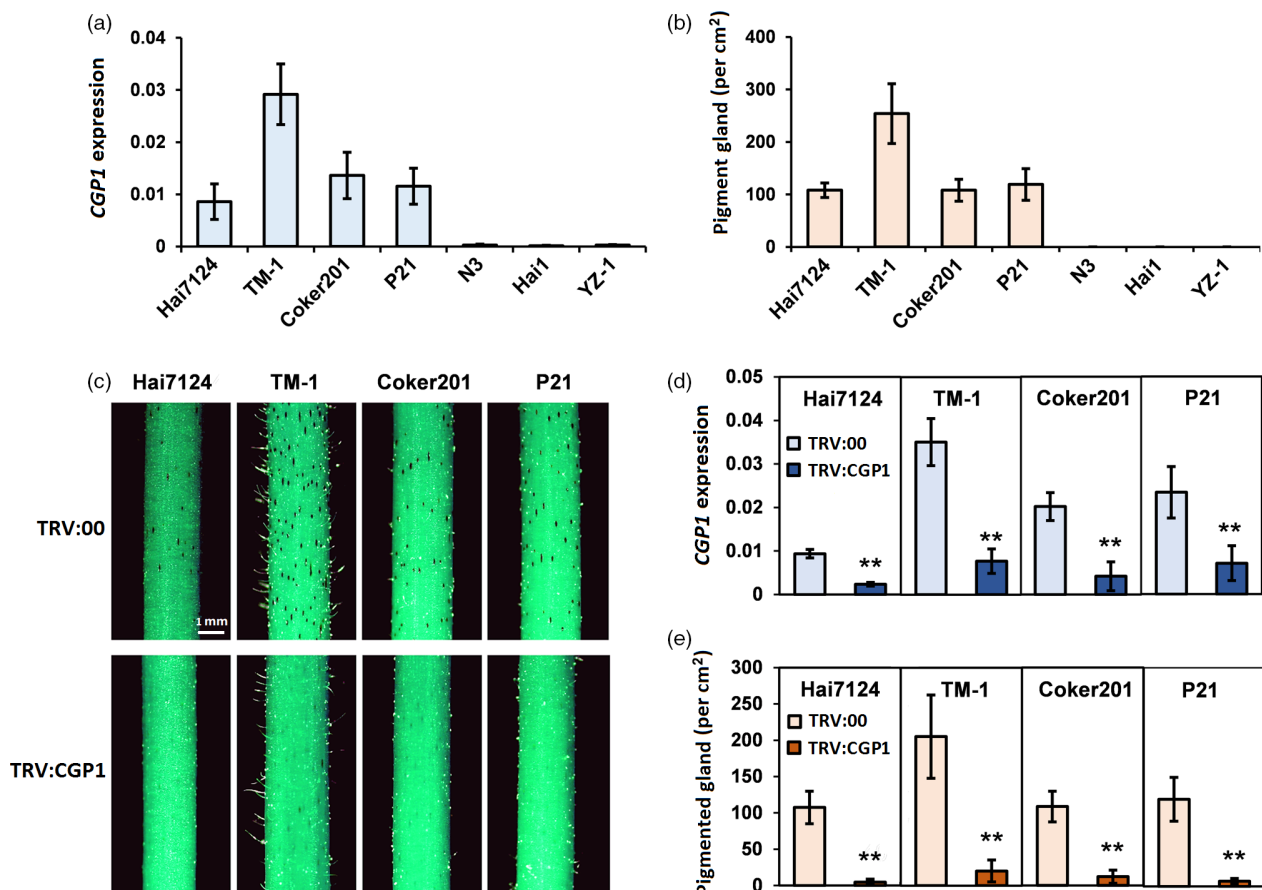 (a)
CGP1 expression
0.04
0.03
0.02
0.01
0
Hai7124
TM-1
Coker201
P21
N3
Hai1
YZ-1
(b)
Pigment gland (per cm²)
400
300
200
100
0
Hai7124
TM-1
Coker201
P21
N3
Hai1
YZ-1
(c)
Hai7124 TM-1 Coker201 P21
TRV:00
1 mm
TRV:CGP1
(d)
CGP1 expression
0.05
0.04
0.03
0.02
0.01
0
Hai7124 TM-1 Coker201 P21
TRV:00
TRV:CGP1
** ** ** **
(e)
Pigmented gland (per cm²)
300
250
200
150
100
50
0
Hai7124 TM-1 Coker201 P21
TRV:00
TRV:CGP1
** ** ** **